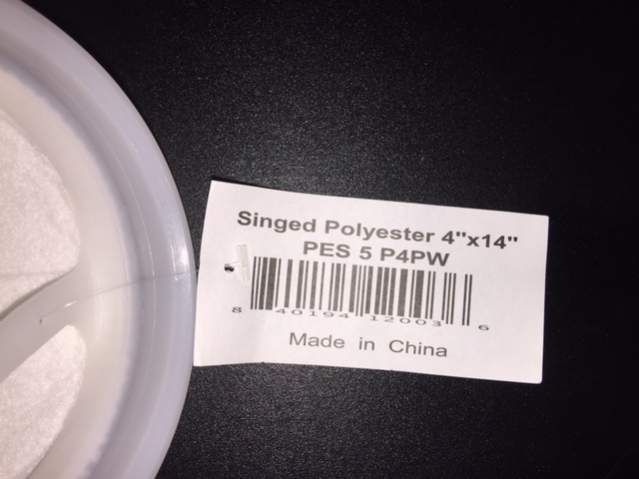 Singed Polyester 4"x14"
PES 5 P4PW
8 40194 12003 6
Made in China